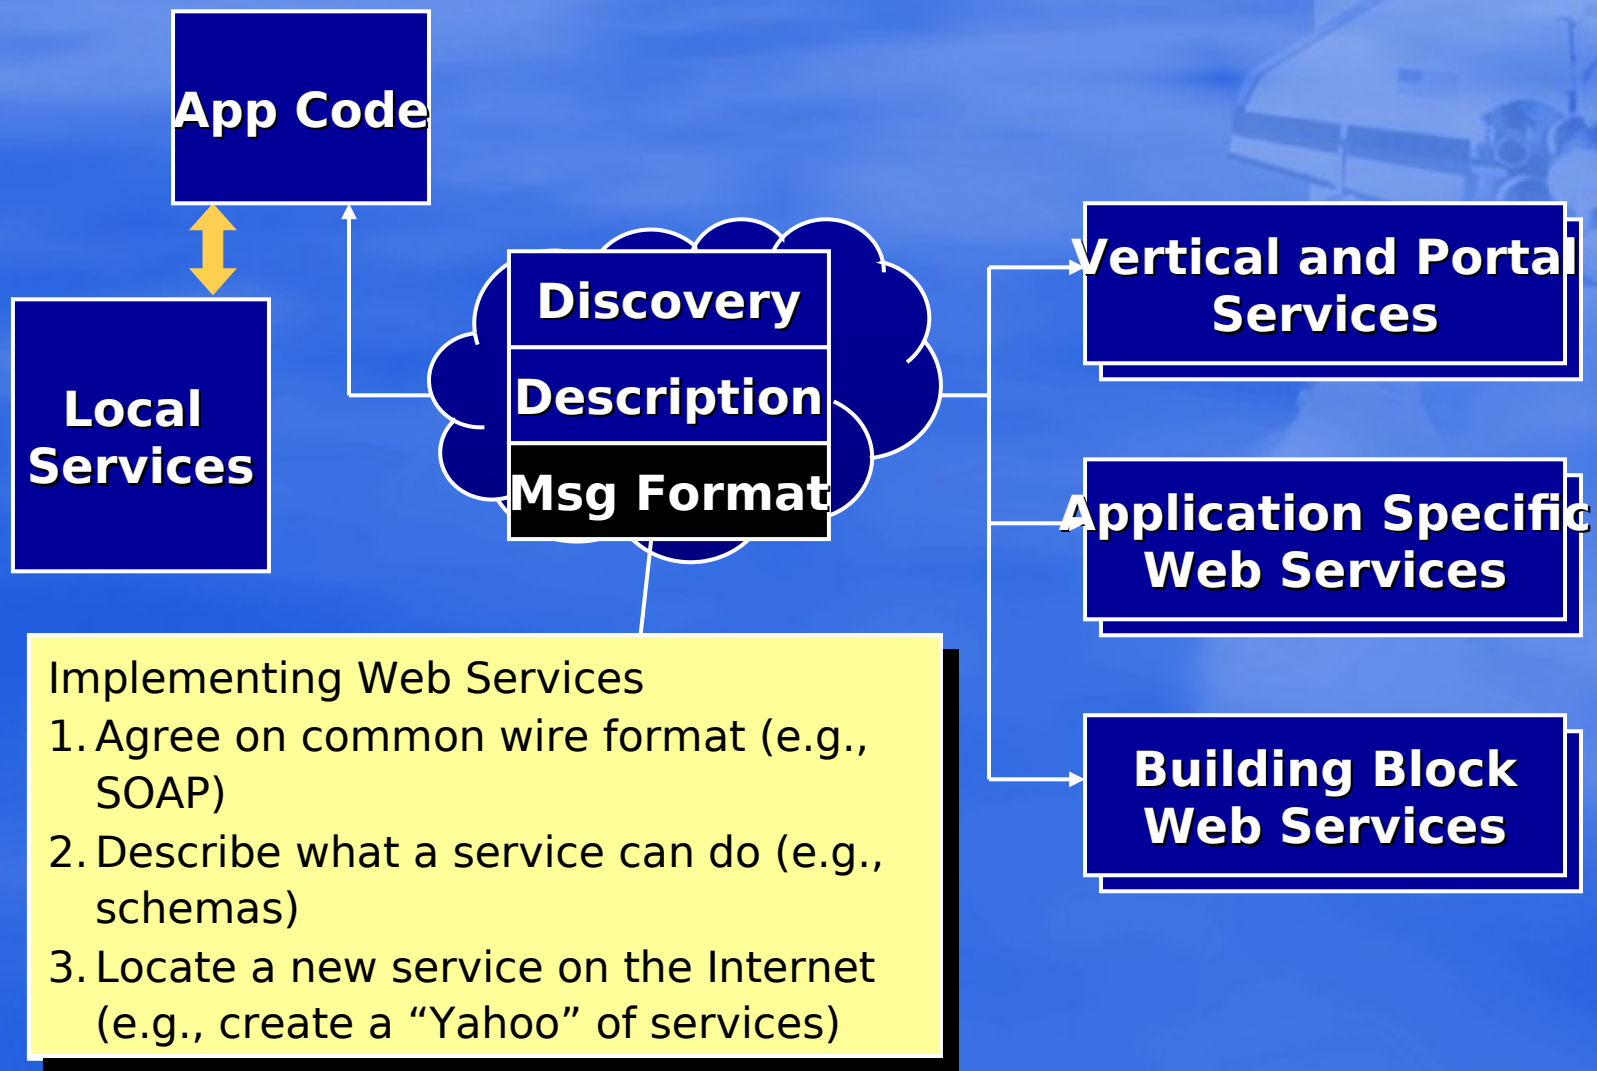 App Code
Local
Services
Discovery
Description
Msg Format
Vertical and Portal
Services
Application Specific
Web Services
Building Block
Web Services
Implementing Web Services
1. Agree on common wire format (e.g.,
SOAP)
2. Describe what a service can do (e.g.,
schemas)
3. Locate a new service on the Internet
(e.g., create a “Yahoo” of services)